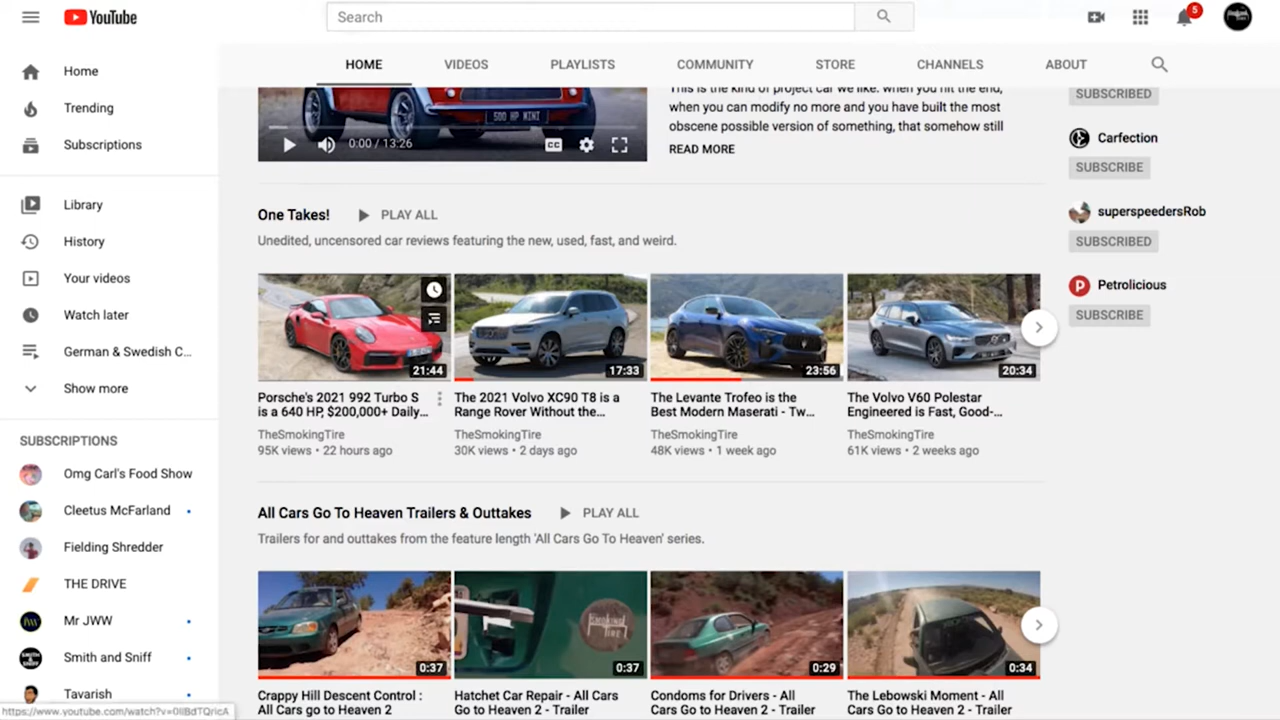 YouTube
Search
5
Home
Trending
Subscriptions
Library
History
Your videos
Watch later
German & Swedish C...
Show more
SUBSCRIPTIONS
Omg Carl's Food Show
Cleetus McFarland
Fielding Shredder
THE DRIVE
Mr JWW
Smith and Sniff
Tavarish
HOME VIDEOS PLAYLISTS COMMUNITY STORE CHANNELS ABOUT
500 HP MINI
0:00 / 13:26
CC
This is the kind of project car we like. When you hit the end,
when you can modify no more and you have built the most
obscene possible version of something, that somehow still
READ MORE
One Takes! PLAY ALL
Unedited, uncensored car reviews featuring the new, used, fast, and weird.
21:44
Porsche's 2021 992 Turbo S
is a 640 HP, $200,000+ Daily...
TheSmokingTire
95K views • 22 hours ago
17:33
The 2021 Volvo XC90 T8 is a
Range Rover Without the...
TheSmokingTire
30K views • 2 days ago
23:56
The Levante Trofeo is the
Best Modern Maserati - Tw...
TheSmokingTire
48K views • 1 week ago
20:34
The Volvo V60 Polestar
Engineered is Fast, Good-...
TheSmokingTire
61K views • 2 weeks ago
All Cars Go To Heaven Trailers & Outtakes PLAY ALL
Trailers for and outtakes from the feature length 'All Cars Go To Heaven' series.
0:37
Crappy Hill Descent Control :
All Cars go to Heaven 2
SMOKING
TIRE
0:37
Hatchet Car Repair - All Cars
Go to Heaven 2 - Trailer
0:29
Condoms for Drivers - All
Cars Go to Heaven 2 - Trailer
0:34
The Lebowski Moment - All
Cars Go to Heaven 2 - Trailer
SUBSCRIBED
Carfection
SUBSCRIBE
superspeedersRob
SUBSCRIBED
Petrolicious
SUBSCRIBE